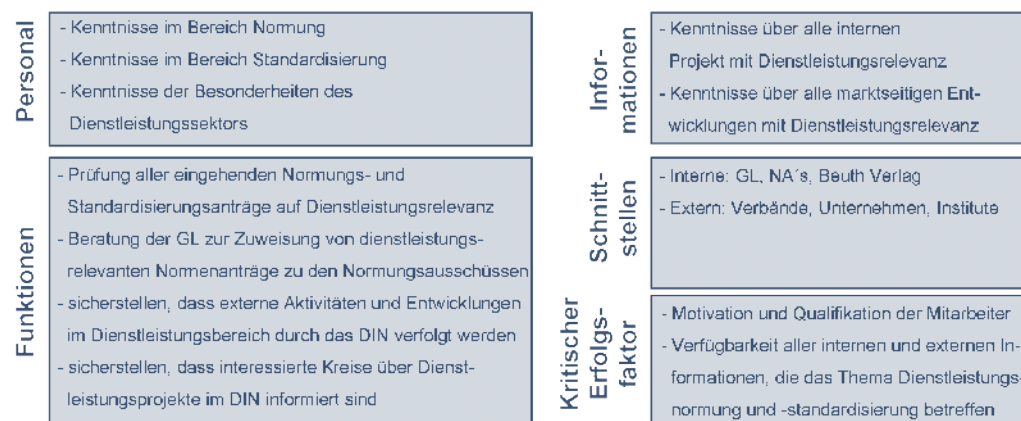 Personal
- Kenntnisse im Bereich Normung
- Kenntnisse im Bereich Standardisierung
- Kenntnisse der Besonderheiten des
Dienstleistungssektors
Funktionen
- Prüfung aller eingehenden Normungs- und
Standardisierungsanträge auf Dienstleistungsrelevanz
- Beratung der GL zur Zuweisung von dienstleistungs-
relevanten Normenanträge zu den Normungsausschüssen
- sicherstellen, dass externe Aktivitäten und Entwicklungen
im Dienstleistungsbereich durch das DIN verfolgt werden
- sicherstellen, dass interessierte Kreise über Dienst-
leistungsprojekte im DIN informiert sind
Infor-
mationen
- Kenntnisse über alle internen
Projekt mit Dienstleistungsrelevanz
- Kenntnisse über alle marktseitigen Ent-
wicklungen mit Dienstleistungsrelevanz
Schnitt-
stellen
- Interne: GL, NA´s, Beuth Verlag
- Extern: Verbände, Unternehmen, Institute
Kritischer
Erfolgs-
faktor
- Motivation und Qualifikation der Mitarbeiter
- Verfügbarkeit aller internen und externen In-
formationen, die das Thema Dienstleistungs-
normung und -standardisierung betreffen